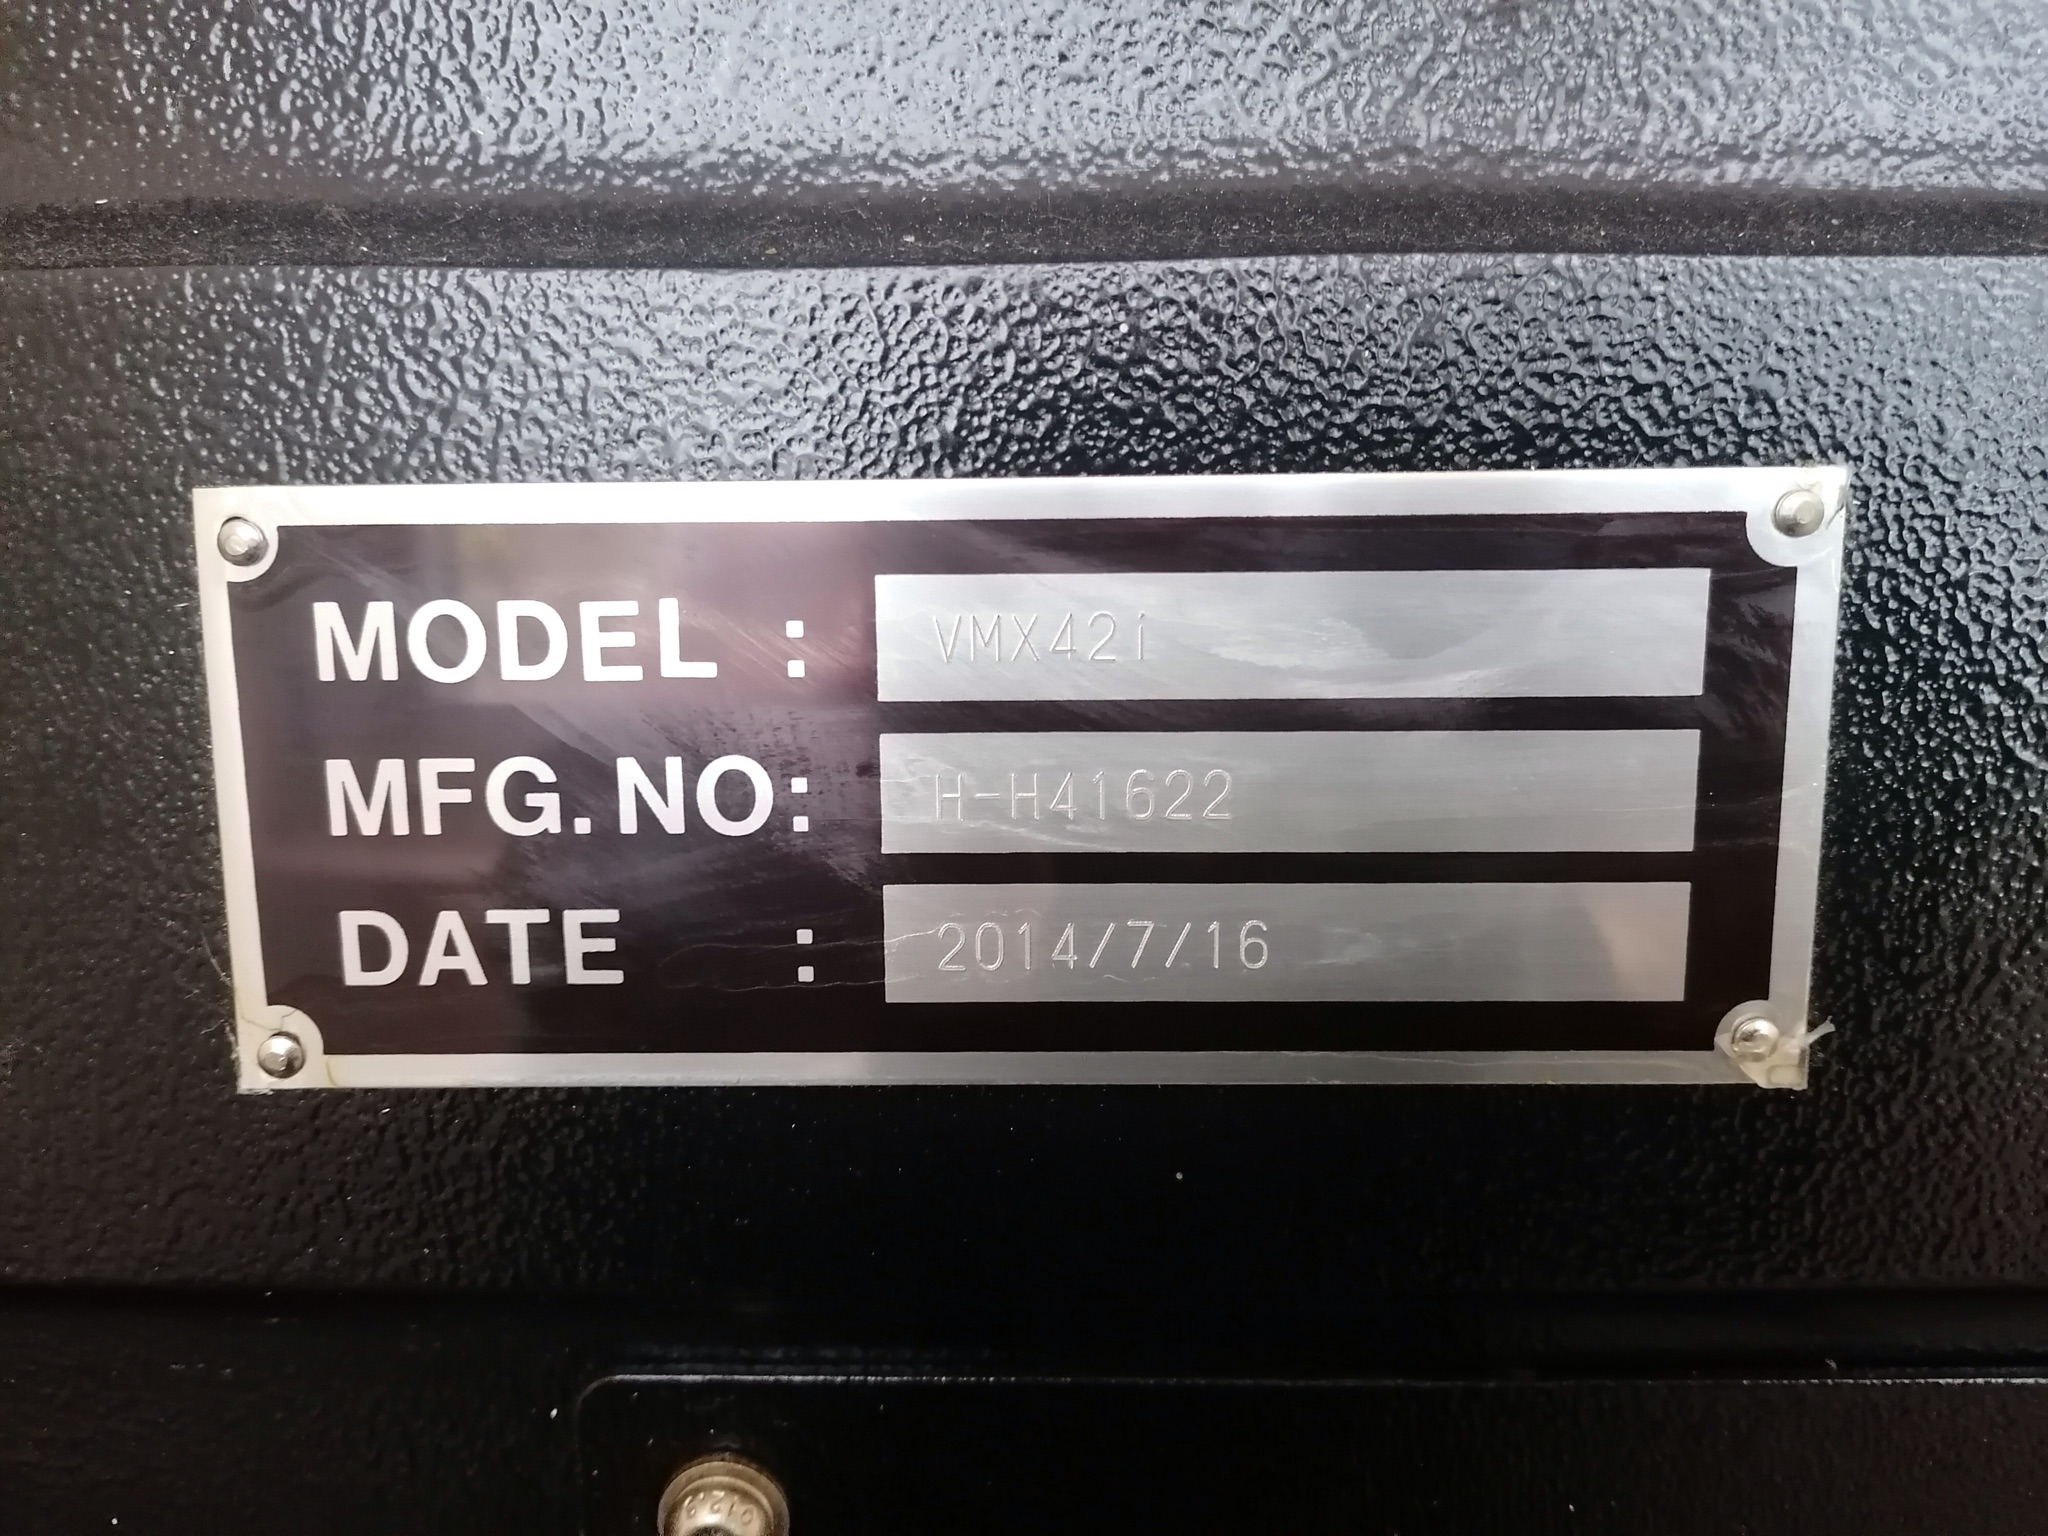 MODEL : VMX42i
MFG.NO: H-H41622
DATE : 2014/7/16